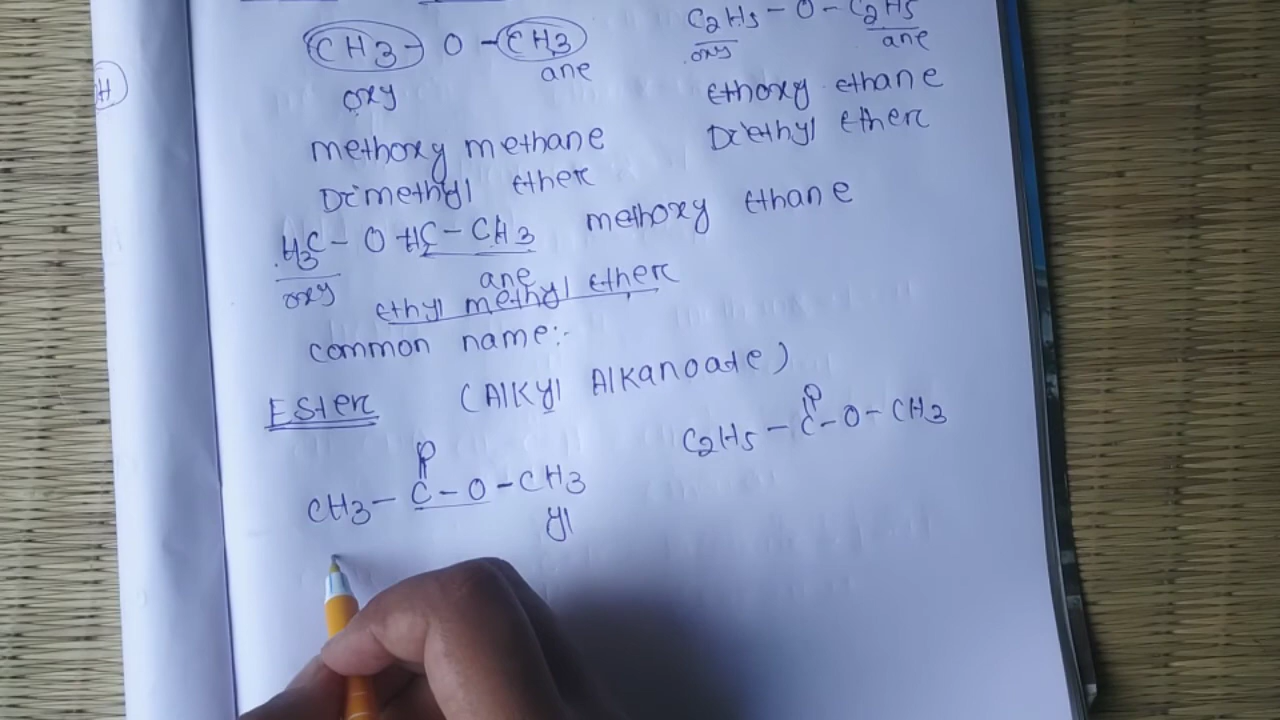 CH3 - O - CH3
oxy ane
methoxy methane
Dimethyl ether
C2H5 - O - C2H5
oxy ane
ethoxy ethane
Diethyl ether
H3C - O - H2C - CH3 methoxy ethane
oxy ane
ethyl methyl ether
common name:-
Ester (Alkyl Alkanoate)
O
CH3 - C - O - CH3
yl
O
C2H5 - C - O - CH3
H